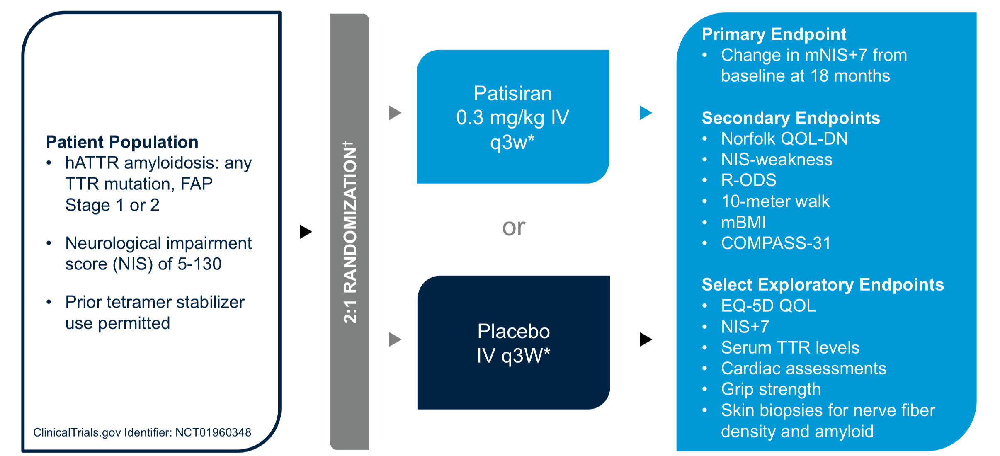 Patient Population
• hATTR amyloidosis: any
TTR mutation, FAP
Stage 1 or 2
• Neurological impairment
score (NIS) of 5-130
• Prior tetramer stabilizer
use permitted
ClinicalTrials.gov Identifier: NCT01960348
2:1 RANDOMIZATION†
Patisiran
0.3 mg/kg IV
q3w*
or
Placebo
IV q3W*
Primary Endpoint
• Change in mNIS+7 from
baseline at 18 months
Secondary Endpoints
• Norfolk QOL-DN
• NIS-weakness
• R-ODS
• 10-meter walk
• mBMI
• COMPASS-31
Select Exploratory Endpoints
• EQ-5D QOL
• NIS+7
• Serum TTR levels
• Cardiac assessments
• Grip strength
• Skin biopsies for nerve fiber
density and amyloid